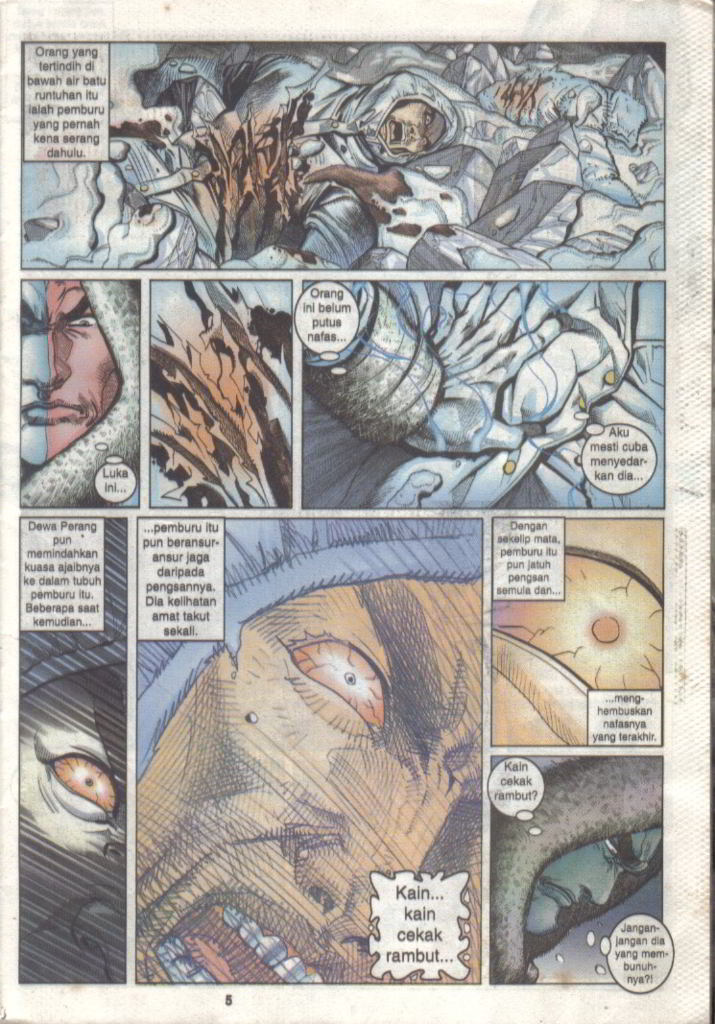 Orang yang
tertindih di
bawah air batu
runtuhan itu
ialah pemburu
yang pernah
kena serang
dahulu.
Luka
ini...
Orang
ini belum
putus
nafas...
Aku
mesti cuba
menyedar-
kan dia...
Dewa Perang
pun
memindahkan
kuasa ajaibnya
ke dalam tubuh
pemburu itu.
Beberapa saat
kemudian...
...pemburu itu
pun beransur-
ansur jaga
daripada
pengsannya.
Dia kelihatan
amat takut
sekali.
Kain...
kain
cekak
rambut...
Dengan
sekelip mata,
pemburu itu
pun jatuh
pengsan
semula dan...
...meng-
hembuskan
nafasnya
yang terakhir.
Kain
cekak
rambut?
Jangan-
jangan dia
yang mem-
bunuh-
nya?!
5